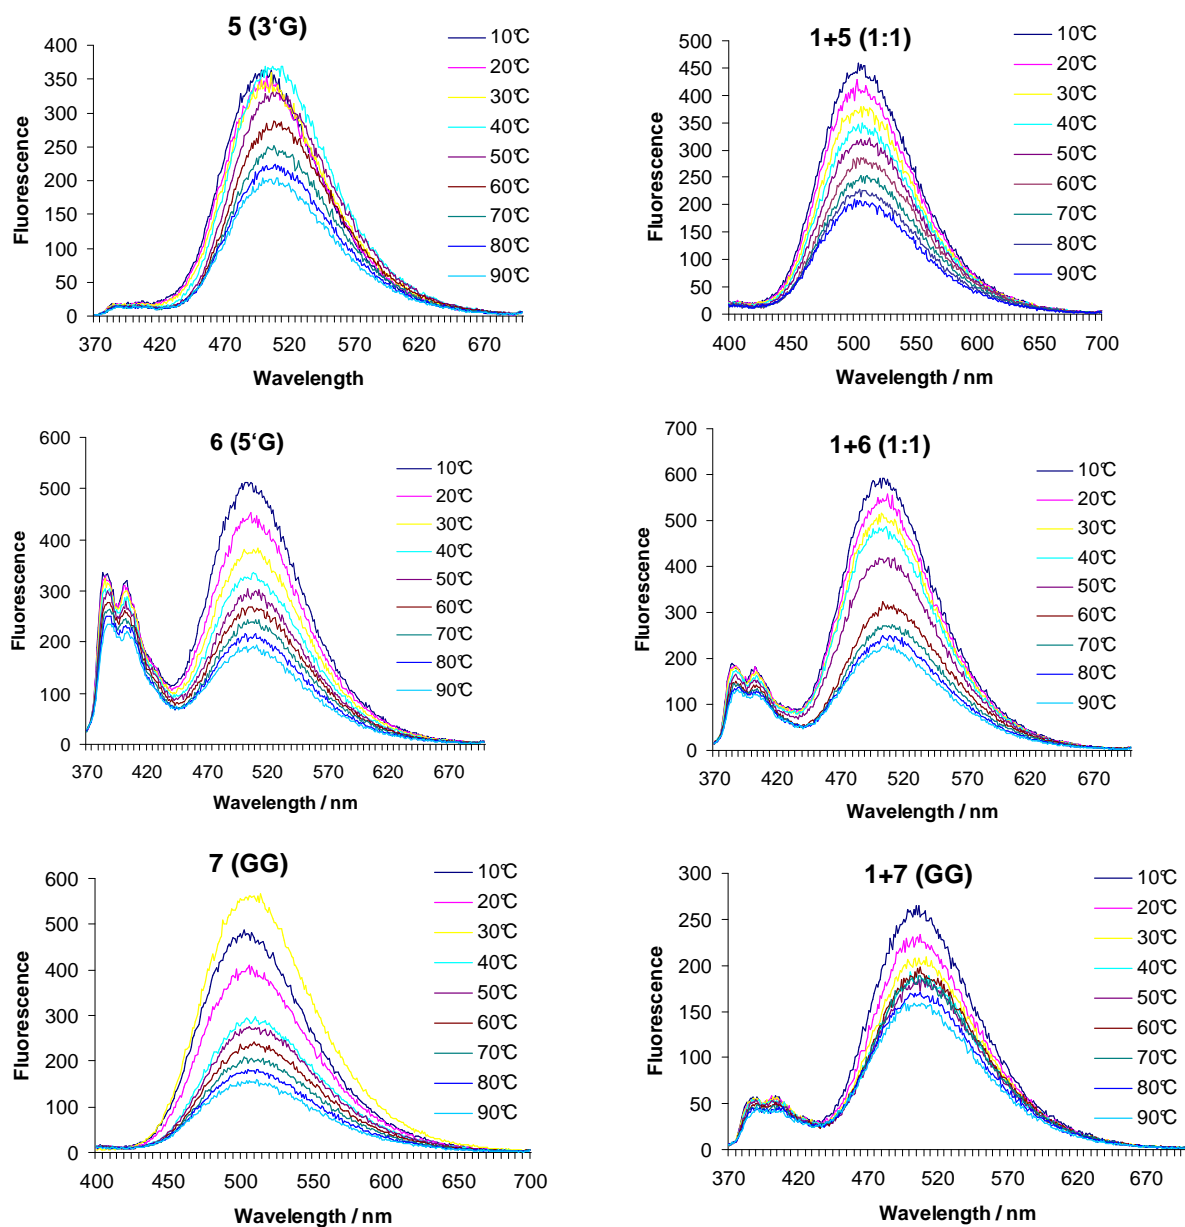 5 (3‘G)
Fluorescence
400
350
300
250
200
150
100
50
0
370 420 470 520 570 620 670
Wavelength
10°C
20°C
30°C
40°C
50°C
60°C
70°C
80°C
90°C
1+5 (1:1)
Fluorescence
500
450
400
350
300
250
200
150
100
50
0
400 450 500 550 600 650 700
Wavelength / nm
10°C
20°C
30°C
40°C
50°C
60°C
70°C
80°C
90°C
6 (5‘G)
Fluorescence
600
500
400
300
200
100
0
370 420 470 520 570 620 670
Wavelength / nm
10°C
20°C
30°C
40°C
50°C
60°C
70°C
80°C
90°C
1+6 (1:1)
Fluorescence
700
600
500
400
300
200
100
0
370 420 470 520 570 620 670
Wavelength / nm
10°C
20°C
30°C
40°C
50°C
60°C
70°C
80°C
90°C
7 (GG)
Fluorescence
600
500
400
300
200
100
0
400 450 500 550 600 650 700
Wavelength / nm
10°C
20°C
30°C
40°C
50°C
60°C
70°C
80°C
90°C
1+7 (GG)
Fluorescence
300
250
200
150
100
50
0
370 420 470 520 570 620 670
Wavelength / nm
10°C
20°C
30°C
40°C
50°C
60°C
70°C
80°C
90°C